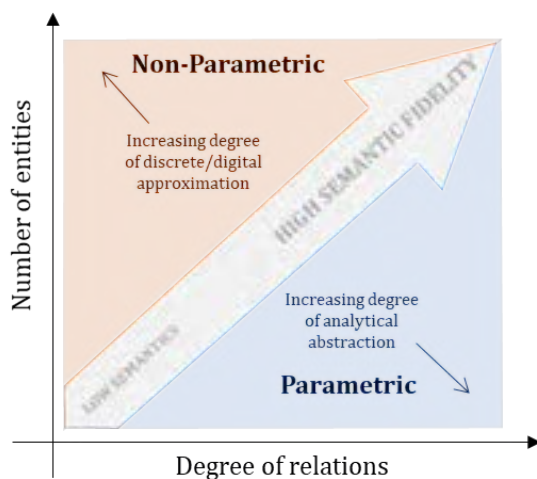 Non-Parametric
Increasing degree
of discrete/digital
approximation
HIGH SEMANTIC FIDELITY
Number of entities
LOW SEMANTICS
Increasing degree
of analytical
abstraction
Parametric
Degree of relations